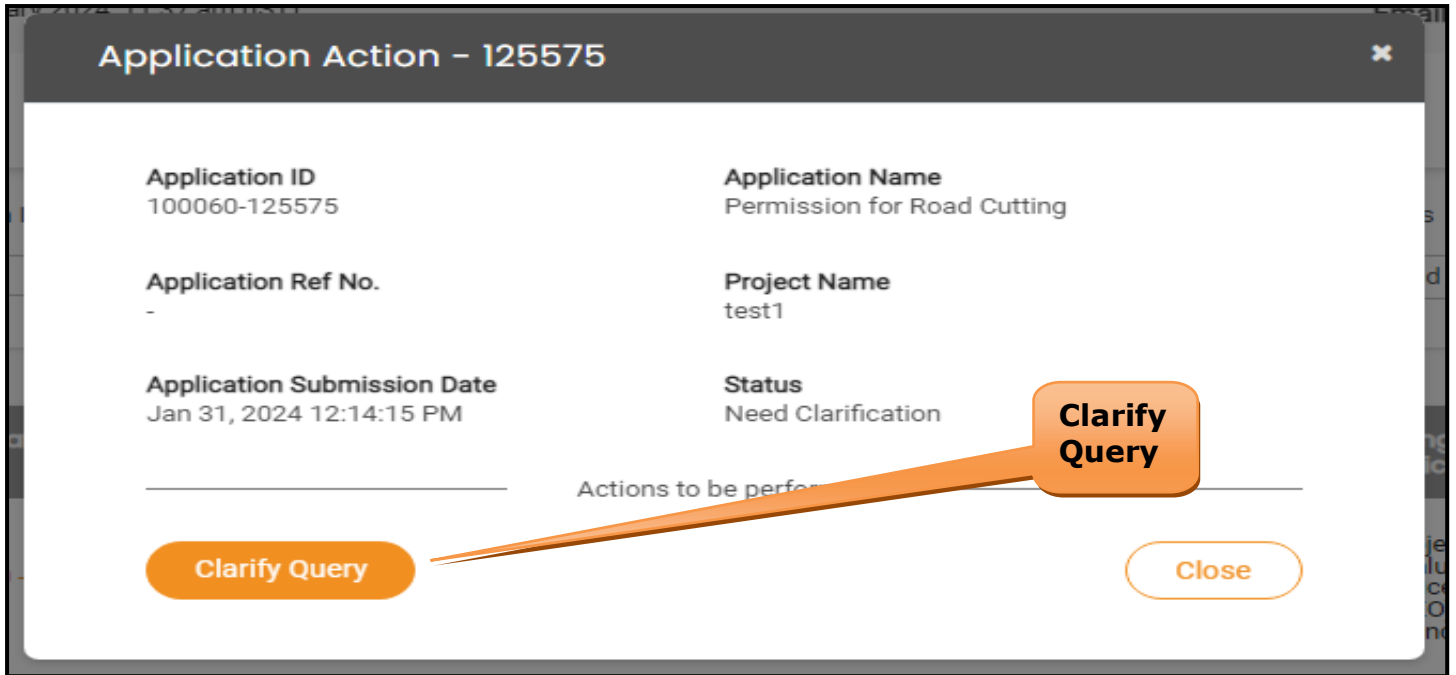 Application Action - 125575
Application ID
100060-125575
Application Name
Permission for Road Cutting
Application Ref No.
-
Project Name
test1
Application Submission Date
Jan 31, 2024 12:14:15 PM
Status
Need Clarification
Clarify
Query
Actions to be
Clarify Query
Close